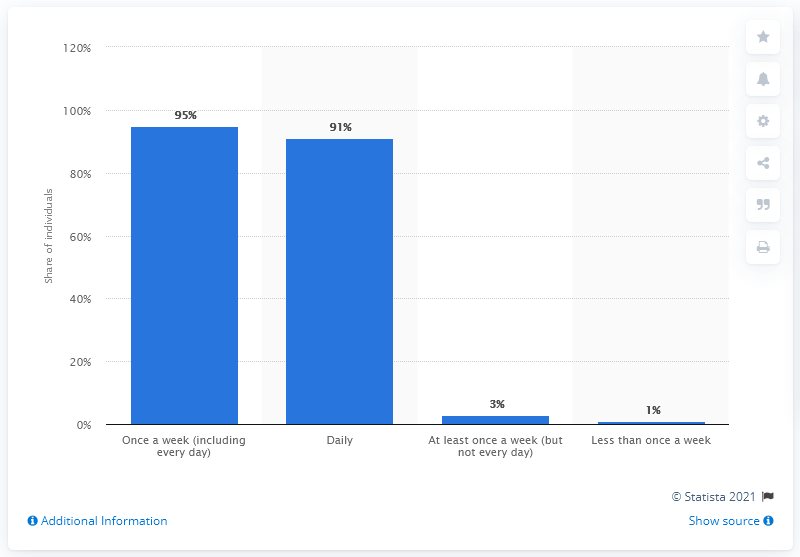 120%
100%
80%
60%
40%
20%
0%
Share of individuals
95%
91%
3%
1%
Once a week (including
every day)
Daily
At least once a week (but
not every day)
Less than once a week
© Statista 2021
Additional Information
Show source